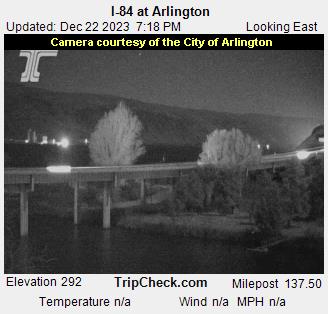 I-84 at Arlington
Updated: Dec 22 2023 7:18 PM Looking East
Camera courtesy of the City of Arlington
Elevation 292 TripCheck.com Milepost 137.50
Temperature n/a Wind n/a MPH n/a